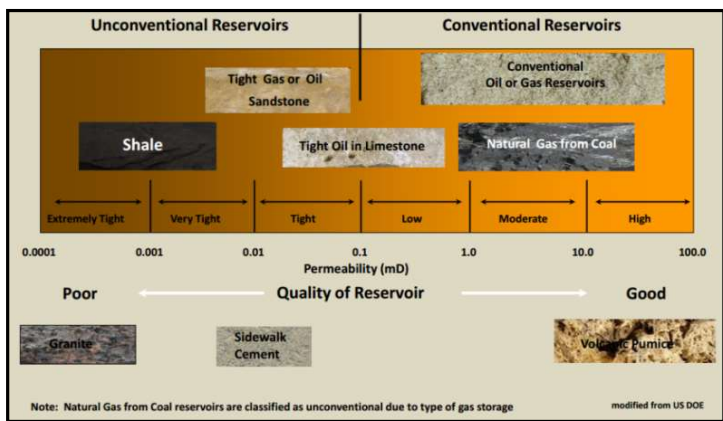 Unconventional Reservoirs
Conventional Reservoirs
Tight Gas or Oil
Sandstone
Conventional
Oil or Gas Reservoirs
Shale
Tight Oil in Limestone
Natural Gas from Coal
Extremely Tight
Very Tight
Tight
Low
Moderate
High
0.0001
0.001
0.01
0.1
1.0
10.0
100.0
Permeability (mD)
Poor
Quality of Reservoir
Good
Granite
Sidewalk
Cement
Volcanic Pumice
Note: Natural Gas from Coal reservoirs are classified as unconventional due to type of gas storage
modified from US DOE